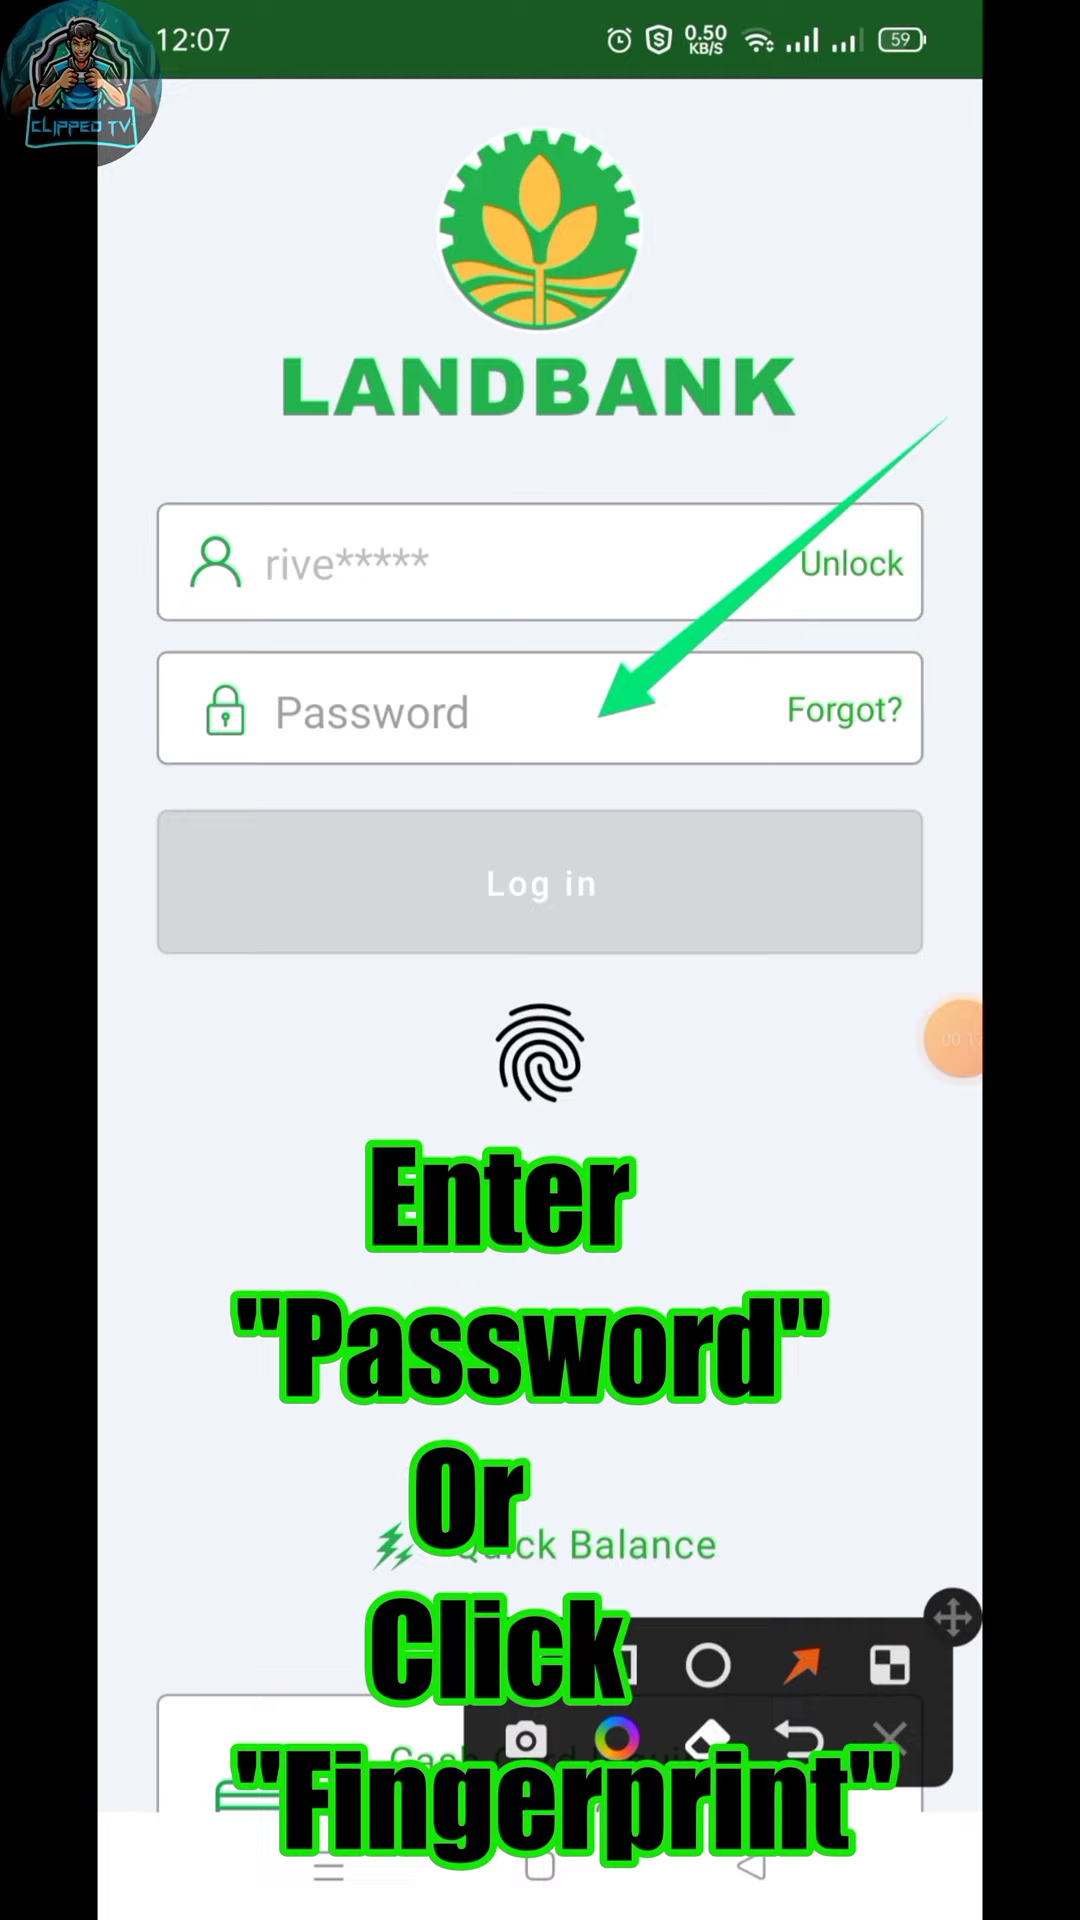 12:07
0.50
KB/S
59
CLIPPED TV
LANDBANK
rive*****
Unlock
Password
Forgot?
Log in
Enter
"Password"
Or
Quick Balance
Click
"Fingerprint"